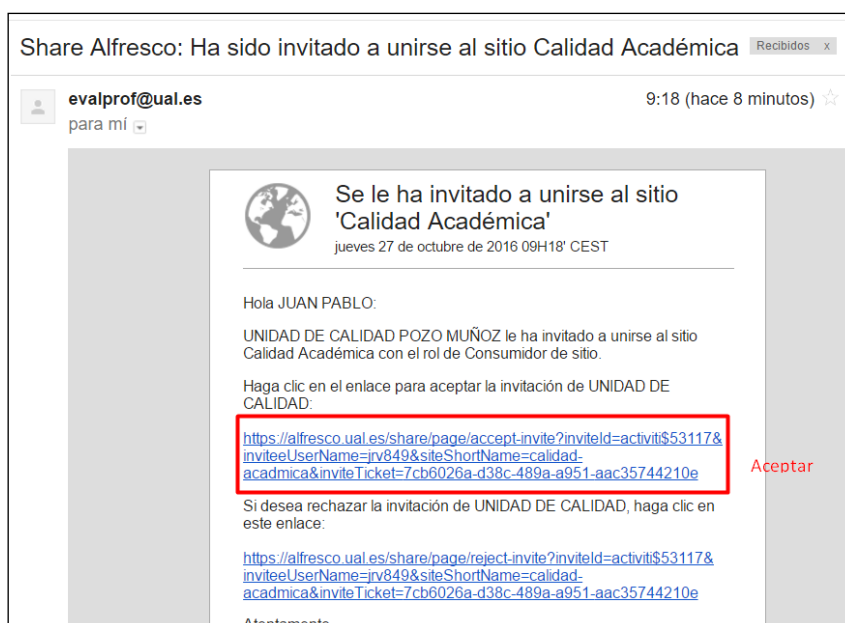 Share Alfresco: Ha sido invitado a unirse al sitio Calidad Académica Recibidos x
evalprof@ual.es 9:18 (hace 8 minutos)
para mí
Se le ha invitado a unirse al sitio
'Calidad Académica'
jueves 27 de octubre de 2016 09H18' CEST
Hola JUAN PABLO:
UNIDAD DE CALIDAD POZO MUÑOZ le ha invitado a unirse al sitio
Calidad Académica con el rol de Consumidor de sitio.
Haga clic en el enlace para aceptar la invitación de UNIDAD DE
CALIDAD:
https://alfresco.ual.es/share/page/accept-invite?inviteId=activiti$53117&
inviteeUserName=jrv849&siteShortName=calidad-
acadmica&inviteTicket=7cb6026a-d38c-489a-a951-aac35744210e
Aceptar
Si desea rechazar la invitación de UNIDAD DE CALIDAD, haga clic en
este enlace:
https://alfresco.ual.es/share/page/reject-invite?inviteId=activiti$53117&
inviteeUserName=jrv849&siteShortName=calidad-
acadmica&inviteTicket=7cb6026a-d38c-489a-a951-aac35744210e